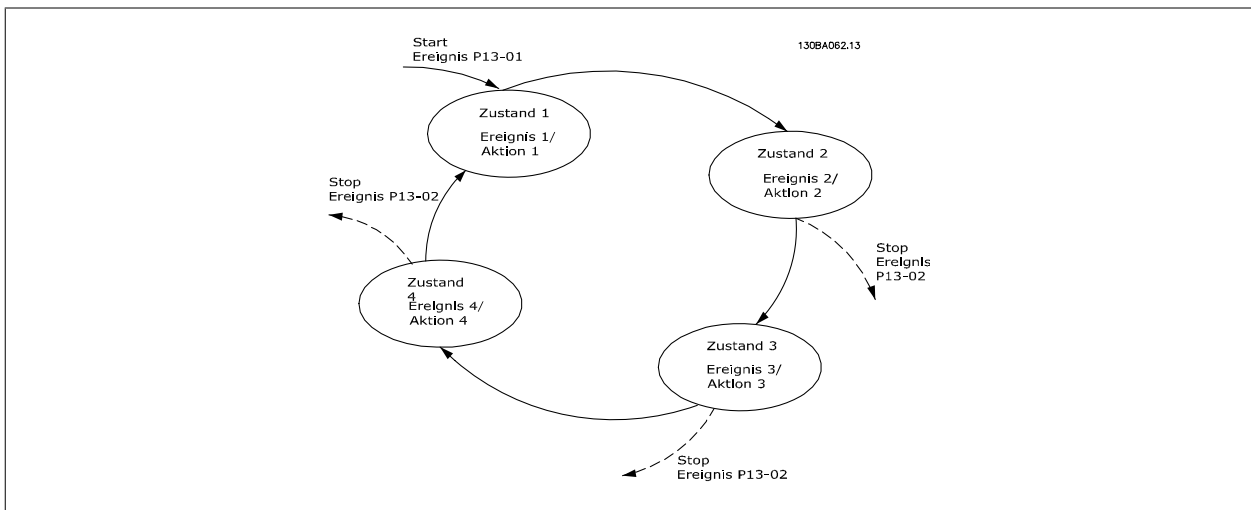 Start
Ereignis P13-01
130BA062.13
Zustand 1
Ereignis 1/
Aktion 1
Zustand 2
Ereignis 2/
Aktion 2
Stop
Ereignis P13-02
Stop
Ereignis
P13-02
Zustand
4
Ereignis 4/
Aktion 4
Zustand 3
Ereignis 3/
Aktion 3
Stop
Ereignis P13-02